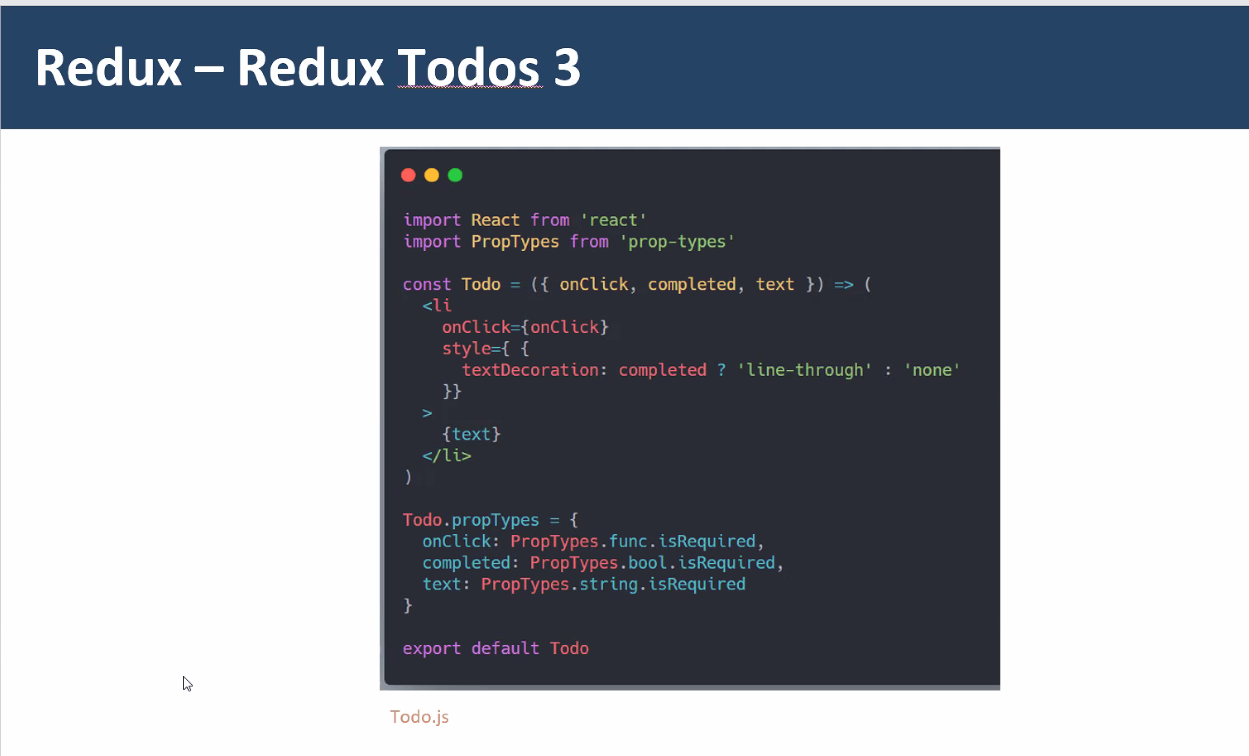 Redux – Redux Todos 3
import React from 'react'
import PropTypes from 'prop-types'
const Todo = ({ onClick, completed, text }) => (
<li
onClick={onClick}
style={ {
textDecoration: completed ? 'line-through' : 'none'
}}
>
{text}
</li>
)
Todo.propTypes = {
onClick: PropTypes.func.isRequired,
completed: PropTypes.bool.isRequired,
text: PropTypes.string.isRequired
}
export default Todo
Todo.js